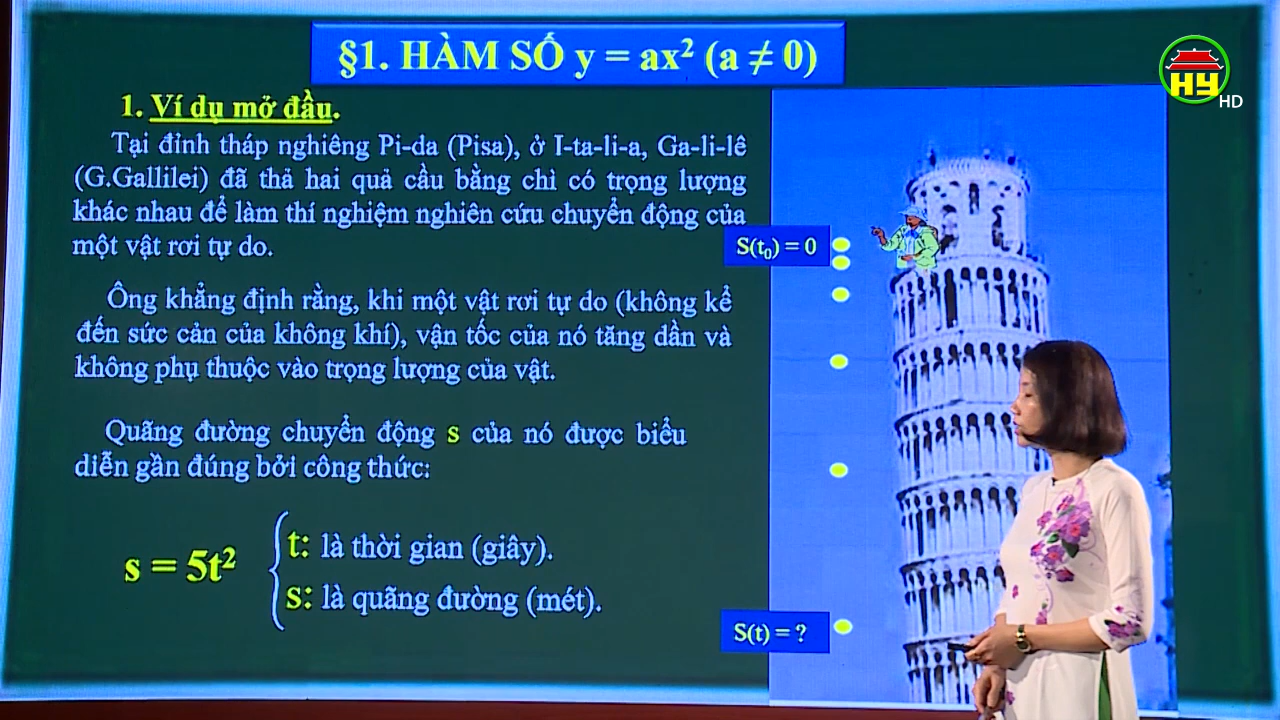 §1. HÀM SỐ y = ax² (a ≠ 0)
HY
HD
1. Ví dụ mở đầu.
Tại đỉnh tháp nghiêng Pi-da (Pisa), ở I-ta-li-a, Ga-li-lê
(G.Gallilei) đã thả hai quả cầu bằng chì có trọng lượng
khác nhau để làm thí nghiệm nghiên cứu chuyển động của
một vật rơi tự do.
S(t₀) = 0
Ông khẳng định rằng, khi một vật rơi tự do (không kể
đến sức cản của không khí), vận tốc của nó tăng dần và
không phụ thuộc vào trọng lượng của vật.
Quãng đường chuyển động s của nó được biểu
diễn gần đúng bởi công thức:
s = 5t²
t: là thời gian (giây).
s: là quãng đường (mét).
S(t) = ?